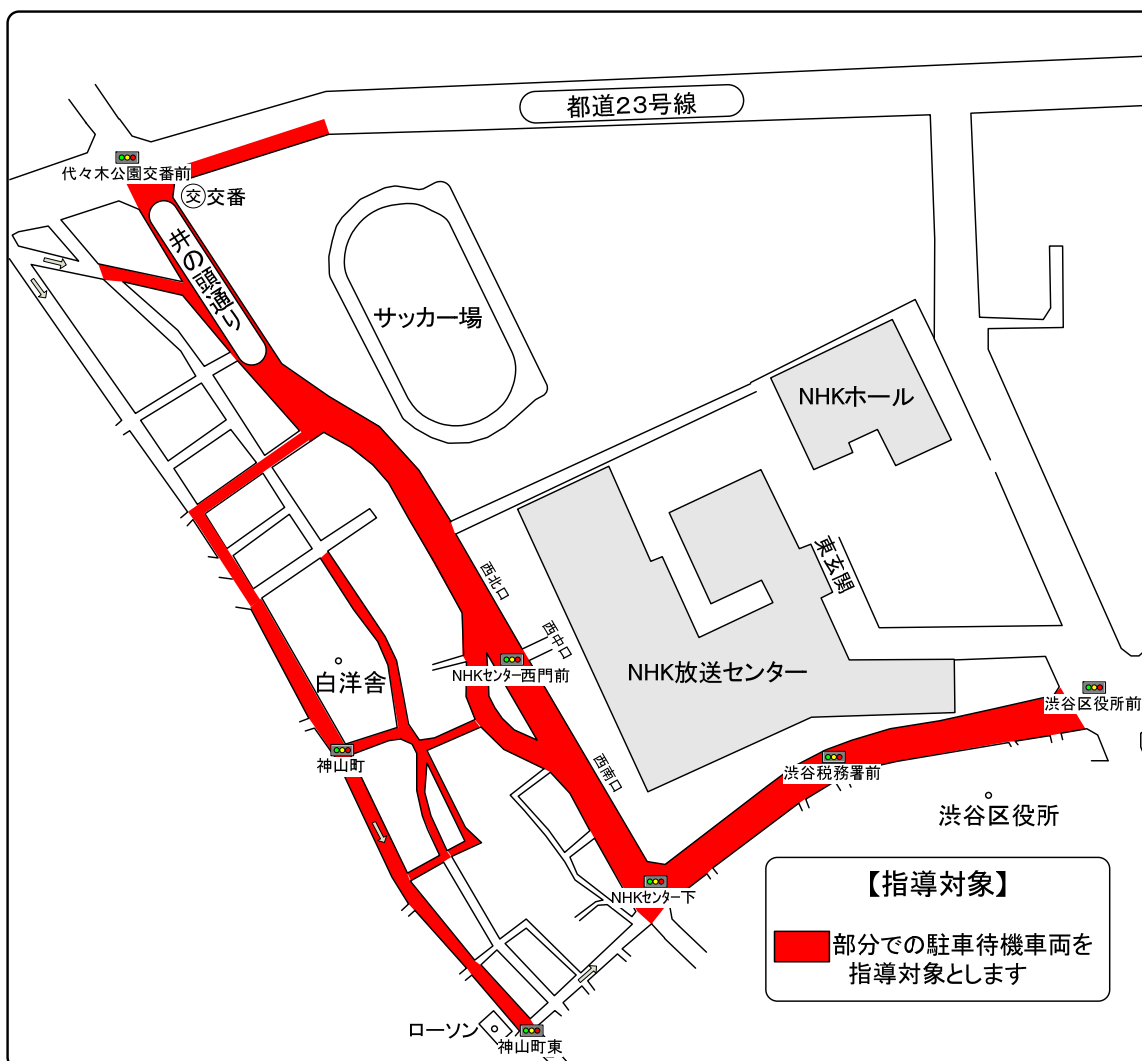 都道23号線
代々木公園交番前
交 交番
井の頭通り
サッカー場
NHKホール
東玄関
西北口
西中口
NHKセンター西門前
NHK放送センター
白洋舎
渋谷区役所前
神山町
西南口
渋谷税務署前
渋谷区役所
NHKセンター下
【指導対象】
部分での駐車待機車両を
指導対象とします
ローソン
神山町東